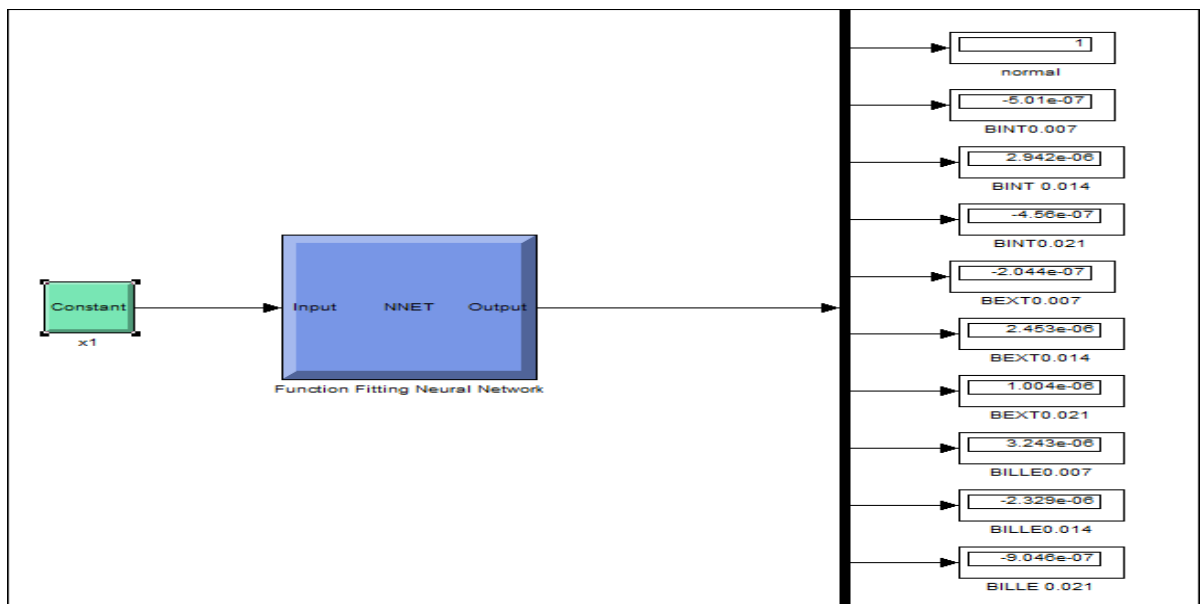 1
normal
-5.01e-07
BINT0.007
2.942e-06
BINT 0.014
-4.56e-07
BINT0.021
-2.044e-07
BEXT0.007
Constant
x1
Input NNET Output
Function Fitting Neural Network
2.453e-06
BEXT0.014
1.004e-06
BEXT0.021
3.243e-06
BILLE0.007
-2.329e-06
BILLE0.014
-9.046e-07
BILLE 0.021